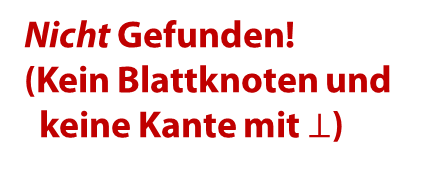 Nicht Gefunden!
(Kein Blattknoten und
keine Kante mit ⊥)